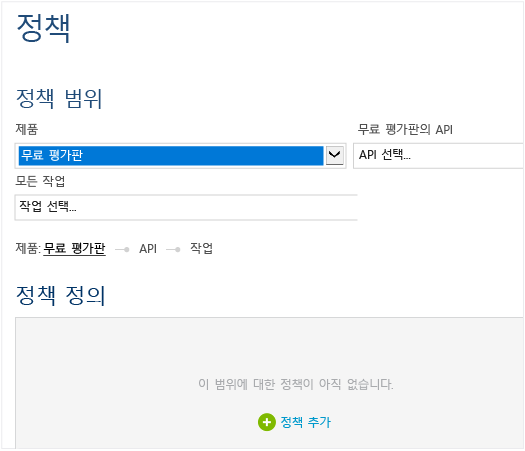 정책
정책 범위
제품
무료 평가판의 API
무료 평가판
API 선택...
모든 작업
작업 선택...
제품: 무료 평가판 API 작업
정책 정의
이 범위에 대한 정책이 아직 없습니다.
정책 추가